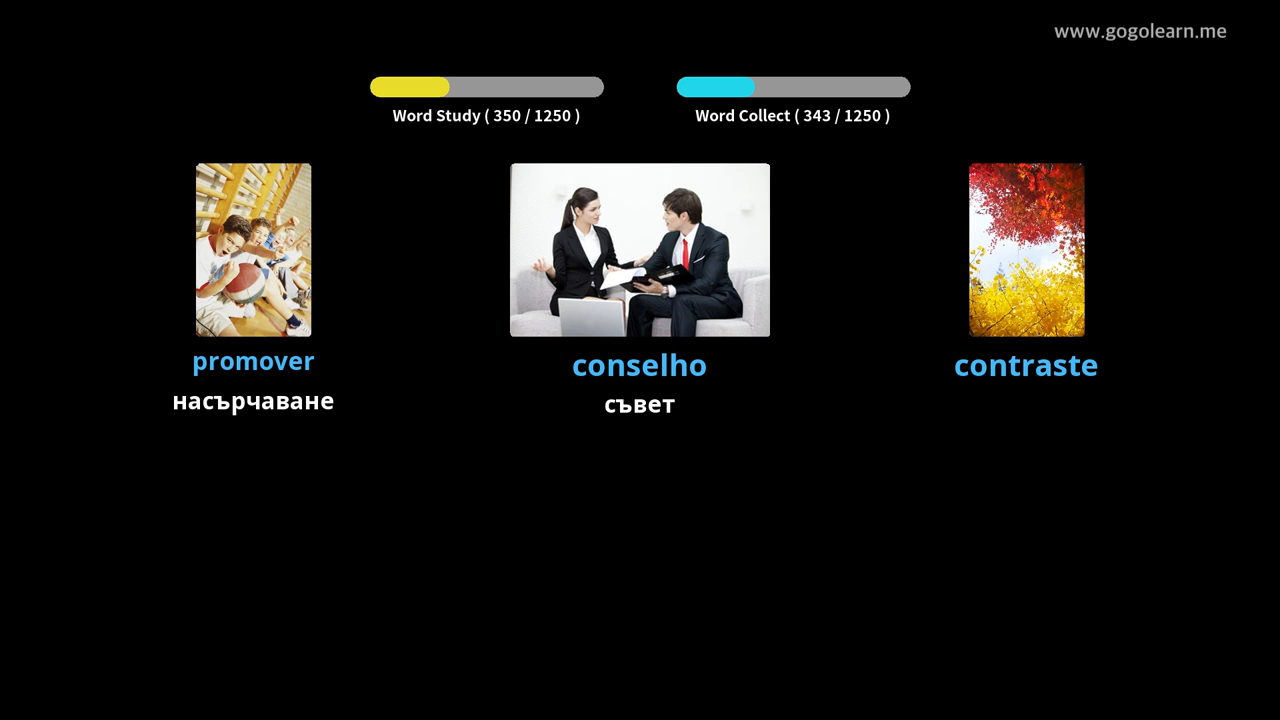 www.gogolearn.me
Word Study ( 350 / 1250 )
Word Collect ( 343 / 1250 )
promover
насърчаване
conselho
съвет
contraste